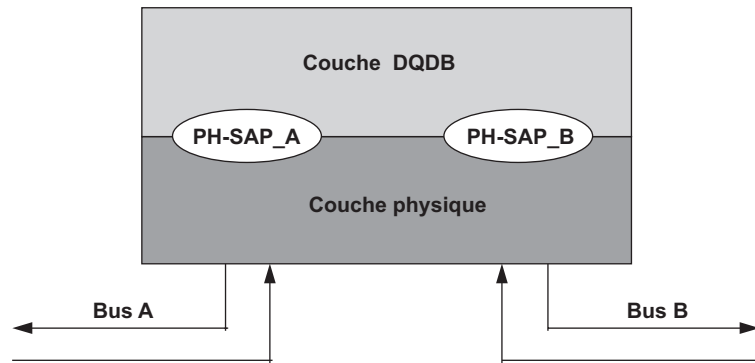 Couche DQDB
PH-SAP_A
PH-SAP_B
Couche physique
Bus A
Bus B